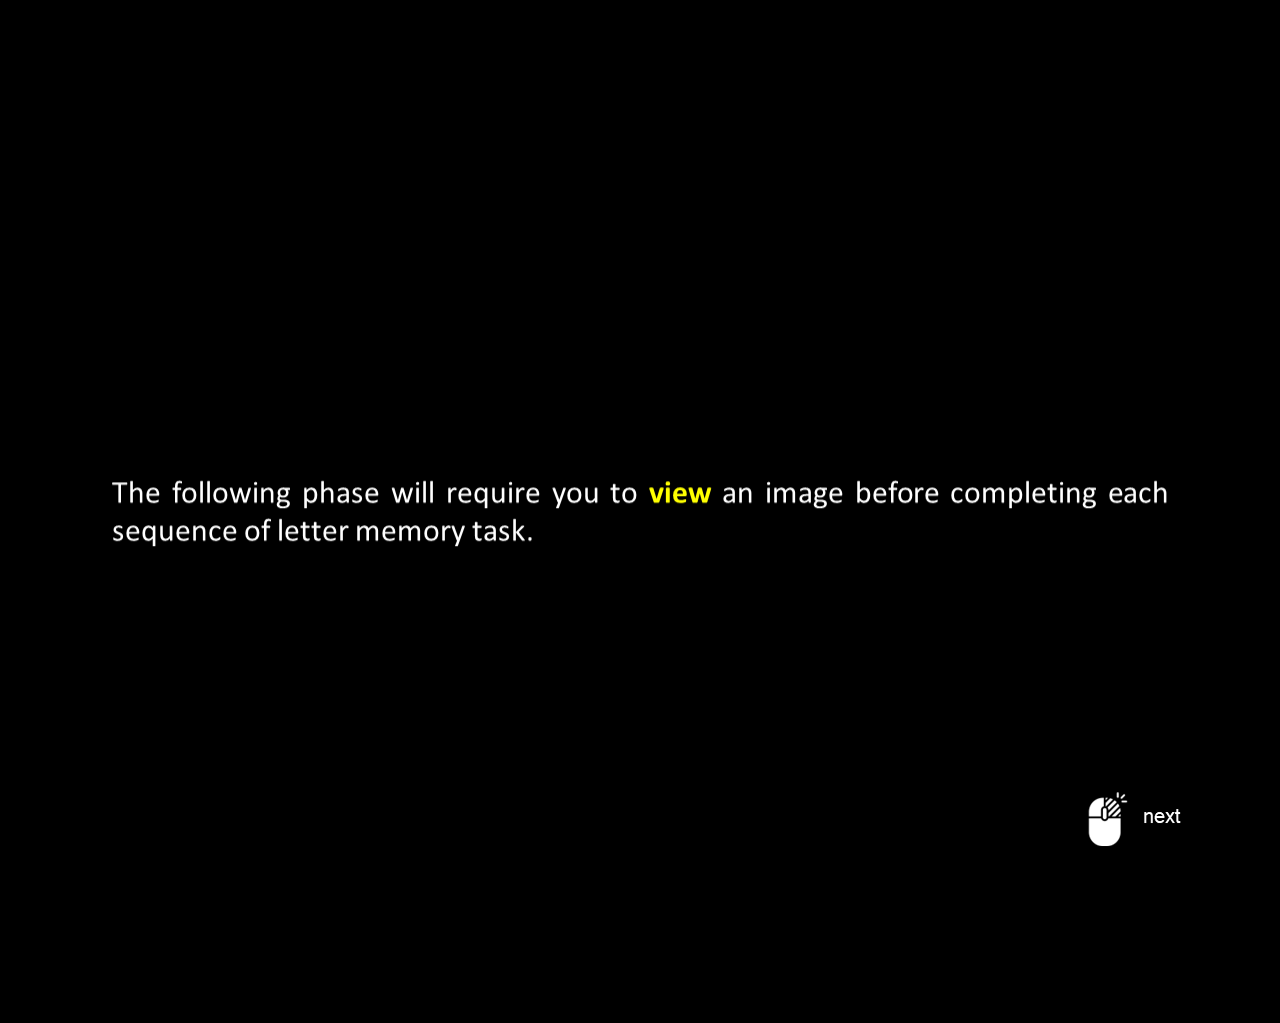 The following phase will require you to view an image before completing each
sequence of letter memory task.
next